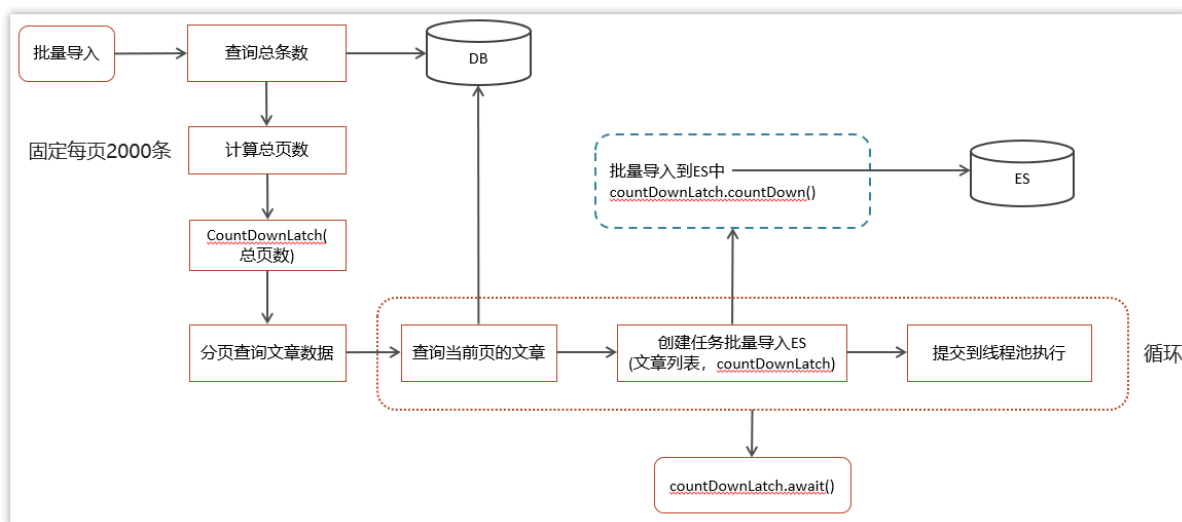 批量导入
查询总条数
DB
固定每页2000条
计算总页数
批量导入到ES中
countDownLatch.countDown()
ES
CountDownLatch(
总页数)
分页查询文章数据
查询当前页的文章
创建任务批量导入ES
(文章列表，countDownLatch)
提交到线程池执行
循环
countDownLatch.await()